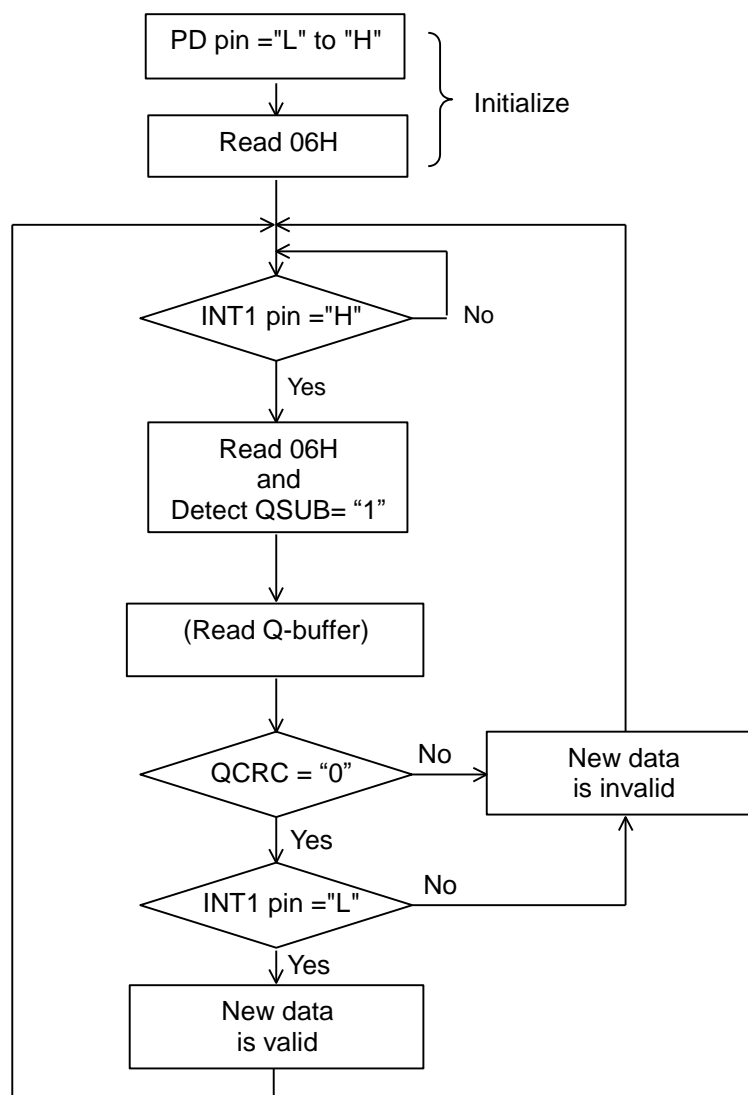 PD pin ="L" to "H"
Initialize
Read 06H
INT1 pin ="H"
No
Yes
Read 06H
and
Detect QSUB= “1”
(Read Q-buffer)
QCRC = “0”
No
New data
is invalid
Yes
INT1 pin ="L"
No
Yes
New data
is valid